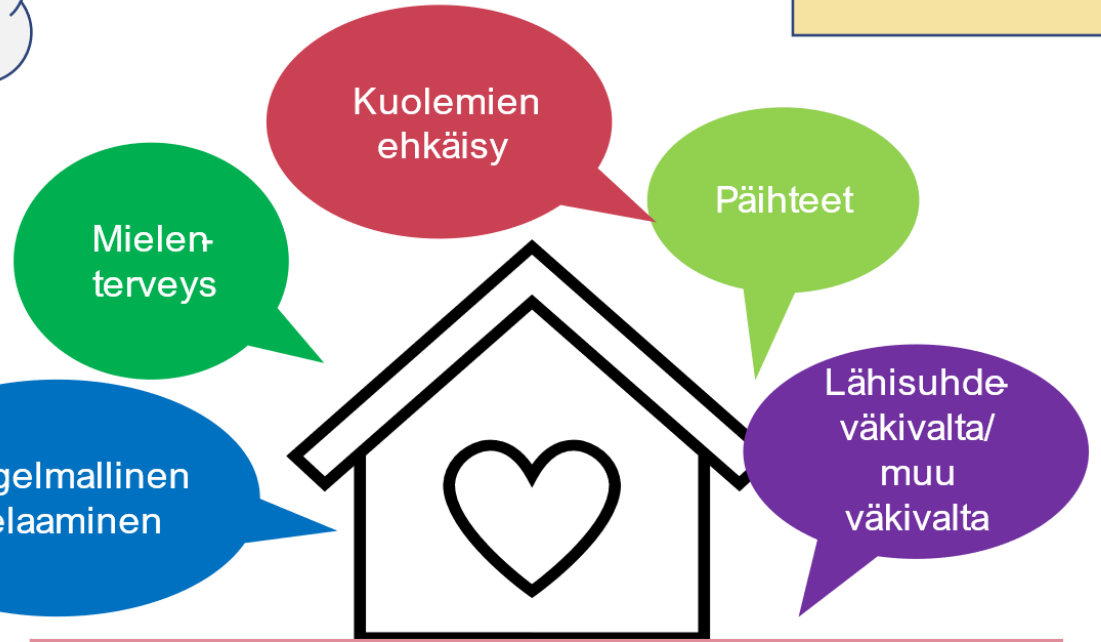 Kuolemien
ehkäisy
Päihteet
Mielen-
terveys
Lähisuhde-
väkivalta/
muu
väkivalta
gelmallinen
elaaminen